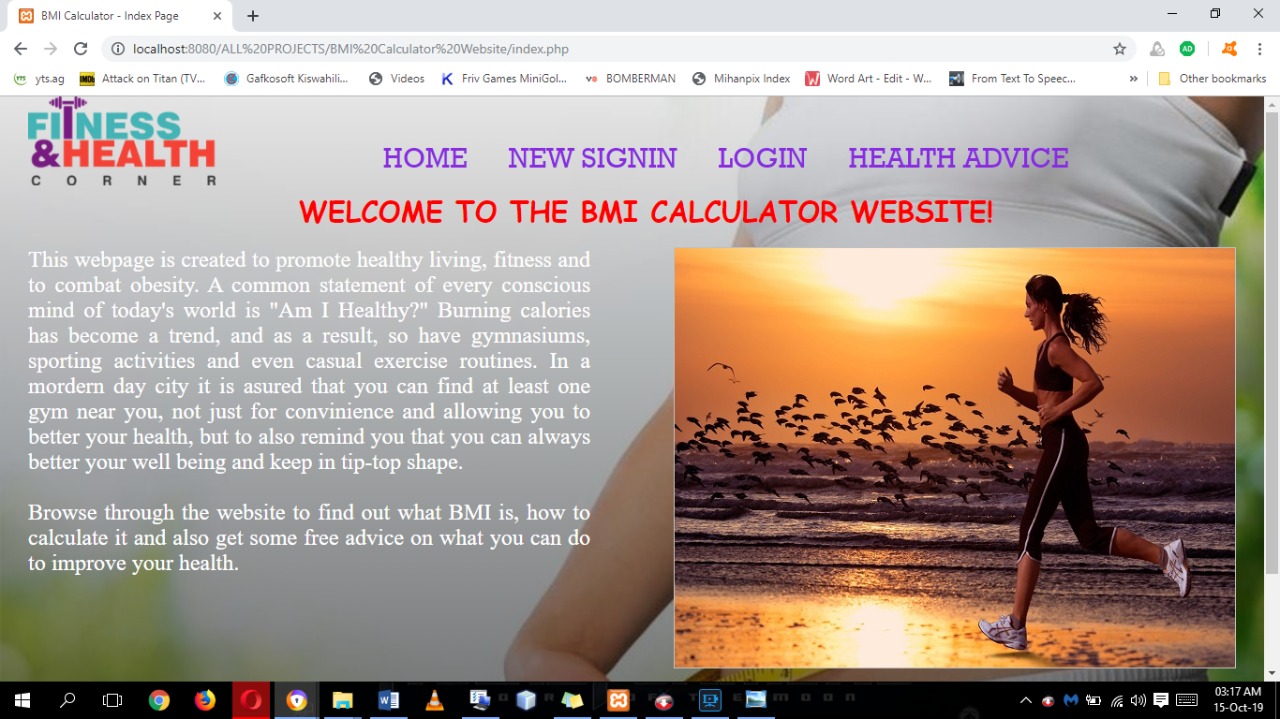 BMI Calculator - Index Page
localhost:8080/ALL%20PROJECTS/BMI%20Calculator%20Website/index.php
yts.ag
Attack on Titan (TV...
Gafkosoft Kiswahili...
Videos
Friv Games MiniGol...
BOMBERMAN
Mihanpix Index
Word Art - Edit - W...
From Text To Speec...
»
Other bookmarks
FITNESS
&HEALTH
CORNER
HOME NEW SIGNIN LOGIN HEALTH ADVICE
WELCOME TO THE BMI CALCULATOR WEBSITE!
This webpage is created to promote healthy living, fitness and
to combat obesity. A common statement of every conscious
mind of today's world is "Am I Healthy?" Burning calories
has become a trend, and as a result, so have gymnasiums,
sporting activities and even casual exercise routines. In a
mordern day city it is asured that you can find at least one
gym near you, not just for convinience and allowing you to
better your health, but to also remind you that you can always
better your well being and keep in tip-top shape.
Browse through the website to find out what BMI is, how to
calculate it and also get some free advice on what you can do
to improve your health.
03:17 AM
15-Oct-19